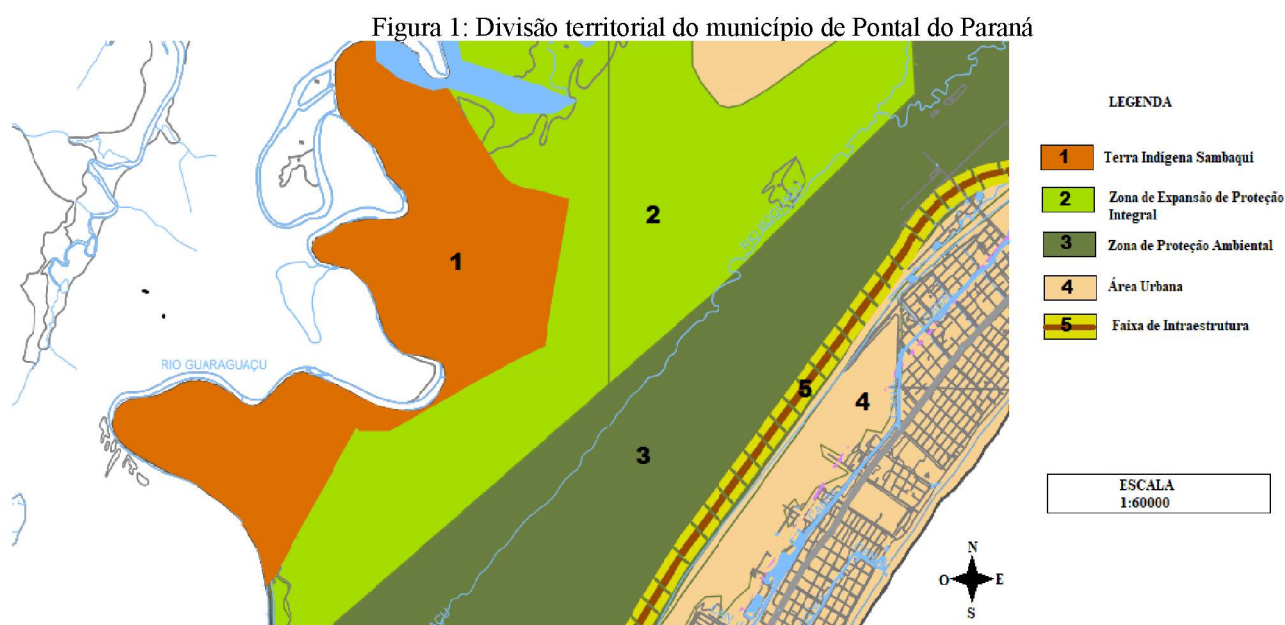 Figura 1: Divisão territorial do município de Pontal do Paraná
LEGENDA
1 Terra Indígena Sambaqui
2 Zona de Expansão de Proteção
Integral
3 Zona de Proteção Ambiental
4 Área Urbana
5 Faixa de Intraestrutura
ESCALA
1:60000
N
O E
S
1
2
3
4
5
RIO GUARAGUAÇU